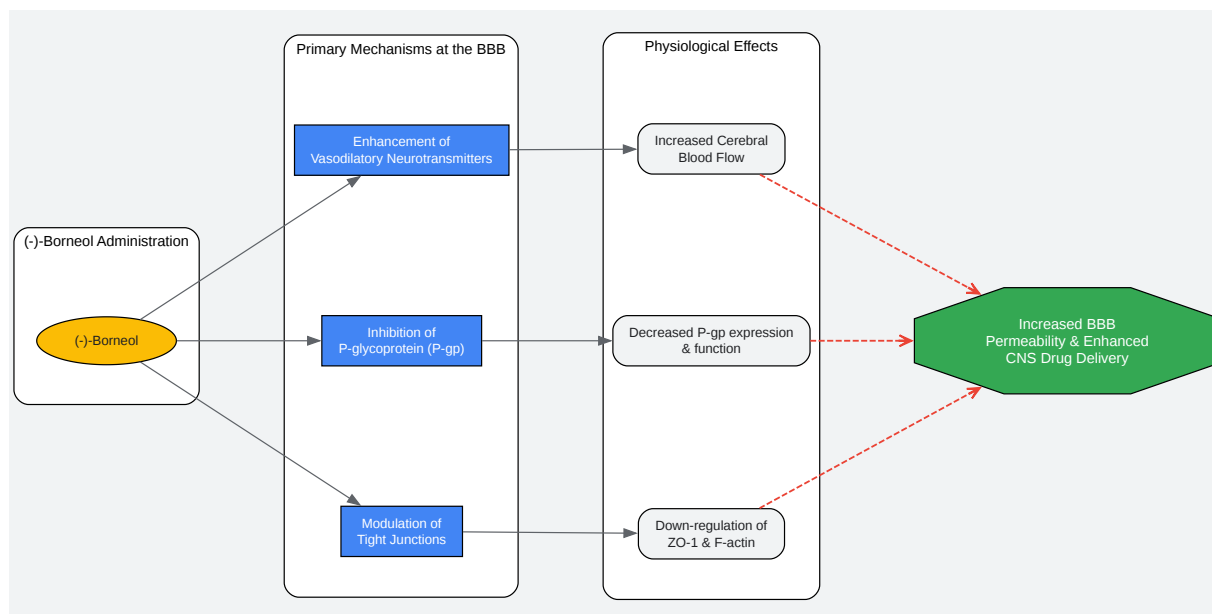 (-)-Borneol Administration
(-)-Borneol
Primary Mechanisms at the BBB
Enhancement of
Vasodilatory Neurotransmitters
Inhibition of
P-glycoprotein (P-gp)
Modulation of
Tight Junctions
Physiological Effects
Increased Cerebral
Blood Flow
Decreased P-gp expression
& function
Down-regulation of
ZO-1 & F-actin
Increased BBB
Permeability & Enhanced
CNS Drug Delivery